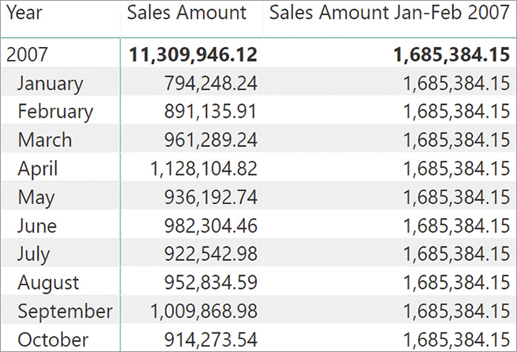 Year Sales Amount Sales Amount Jan-Feb 2007
2007 11,309,946.12 1,685,384.15
January 794,248.24 1,685,384.15
February 891,135.91 1,685,384.15
March 961,289.24 1,685,384.15
April 1,128,104.82 1,685,384.15
May 936,192.74 1,685,384.15
June 982,304.46 1,685,384.15
July 922,542.98 1,685,384.15
August 952,834.59 1,685,384.15
September 1,009,868.98 1,685,384.15
October 914,273.54 1,685,384.15